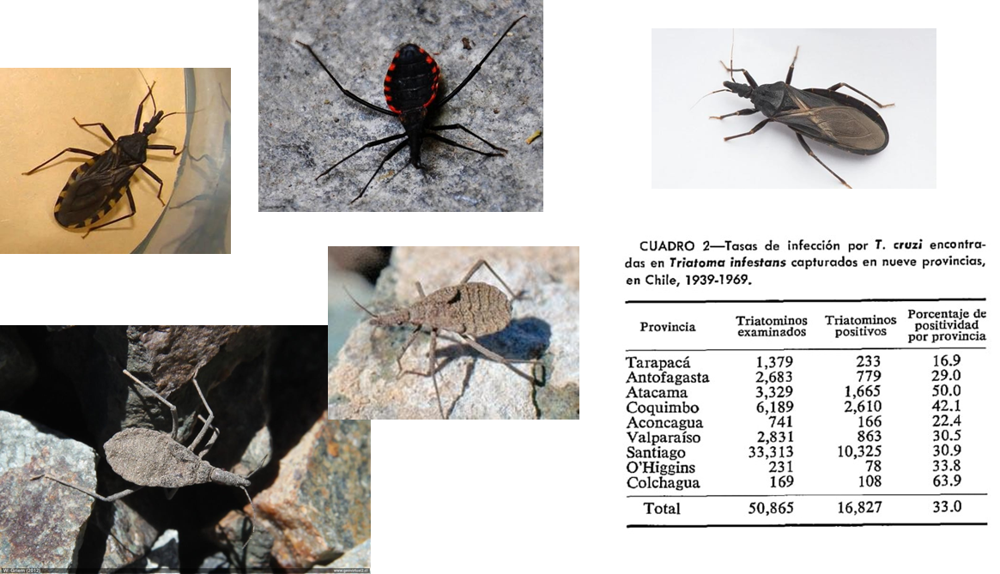 CUADRO 2—Tasas de infección por T. cruzi encontra-
das en Triatoma infestans capturados en nueve provincias,
en Chile, 1939-1969.
Provincia Triatominos examinados Triatominos positivos Porcentaje de positividad por provincia
Tarapacá 1,379 233 16.9
Antofagasta 2,683 779 29.0
Atacama 3,329 1,665 50.0
Coquimbo 6,189 2,610 42.1
Aconcagua 741 166 22.4
Valparaíso 2,831 863 30.5
Santiago 33,313 10,325 30.9
O'Higgins 231 78 33.8
Colchagua 169 108 63.9
Total 50,865 16,827 33.0
W. Griem (2012)